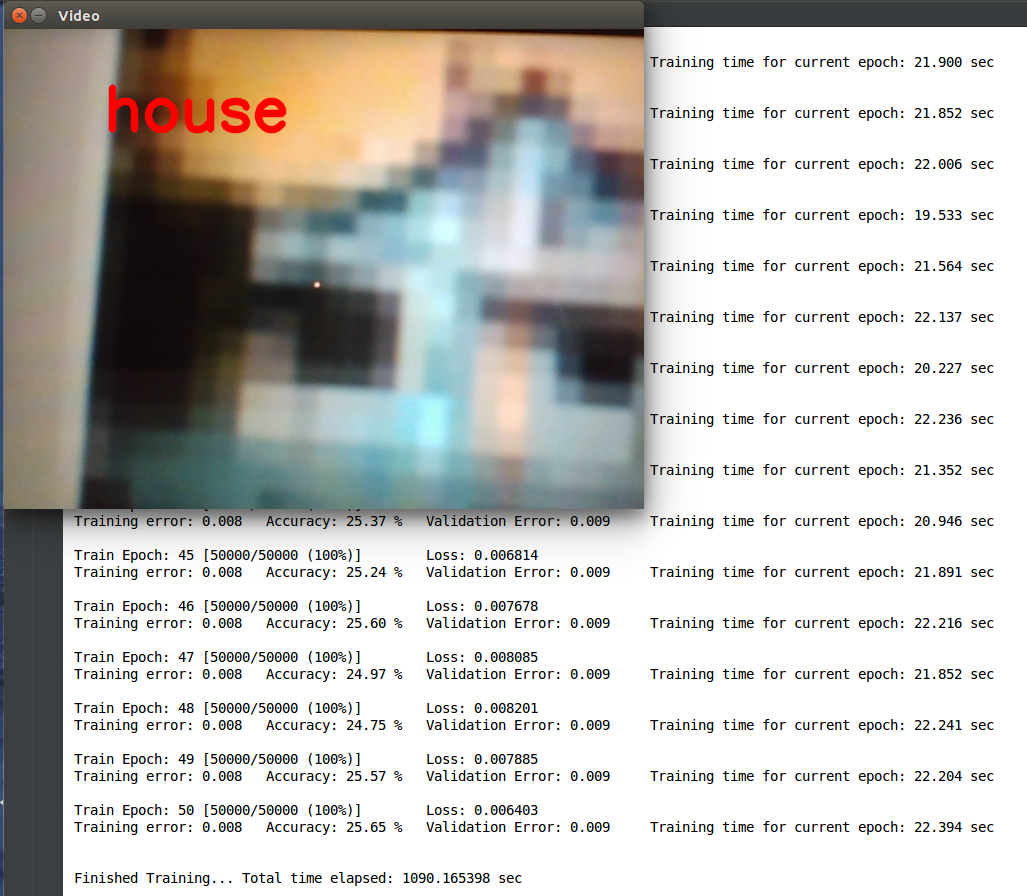 Video
house
Training time for current epoch: 21.900 sec
Training time for current epoch: 21.852 sec
Training time for current epoch: 22.006 sec
Training time for current epoch: 19.533 sec
Training time for current epoch: 21.564 sec
Training time for current epoch: 22.137 sec
Training time for current epoch: 20.227 sec
Training time for current epoch: 22.236 sec
Training time for current epoch: 21.352 sec
Training error: 0.008 Accuracy: 25.37 % Validation Error: 0.009 Training time for current epoch: 20.946 sec
Train Epoch: 45 [50000/50000 (100%)] Loss: 0.006814
Training error: 0.008 Accuracy: 25.24 % Validation Error: 0.009 Training time for current epoch: 21.891 sec
Train Epoch: 46 [50000/50000 (100%)] Loss: 0.007678
Training error: 0.008 Accuracy: 25.60 % Validation Error: 0.009 Training time for current epoch: 22.216 sec
Train Epoch: 47 [50000/50000 (100%)] Loss: 0.008085
Training error: 0.008 Accuracy: 24.97 % Validation Error: 0.009 Training time for current epoch: 21.852 sec
Train Epoch: 48 [50000/50000 (100%)] Loss: 0.008201
Training error: 0.008 Accuracy: 24.75 % Validation Error: 0.009 Training time for current epoch: 22.241 sec
Train Epoch: 49 [50000/50000 (100%)] Loss: 0.007885
Training error: 0.008 Accuracy: 25.57 % Validation Error: 0.009 Training time for current epoch: 22.204 sec
Train Epoch: 50 [50000/50000 (100%)] Loss: 0.006403
Training error: 0.008 Accuracy: 25.65 % Validation Error: 0.009 Training time for current epoch: 22.394 sec
Finished Training... Total time elapsed: 1090.165398 sec